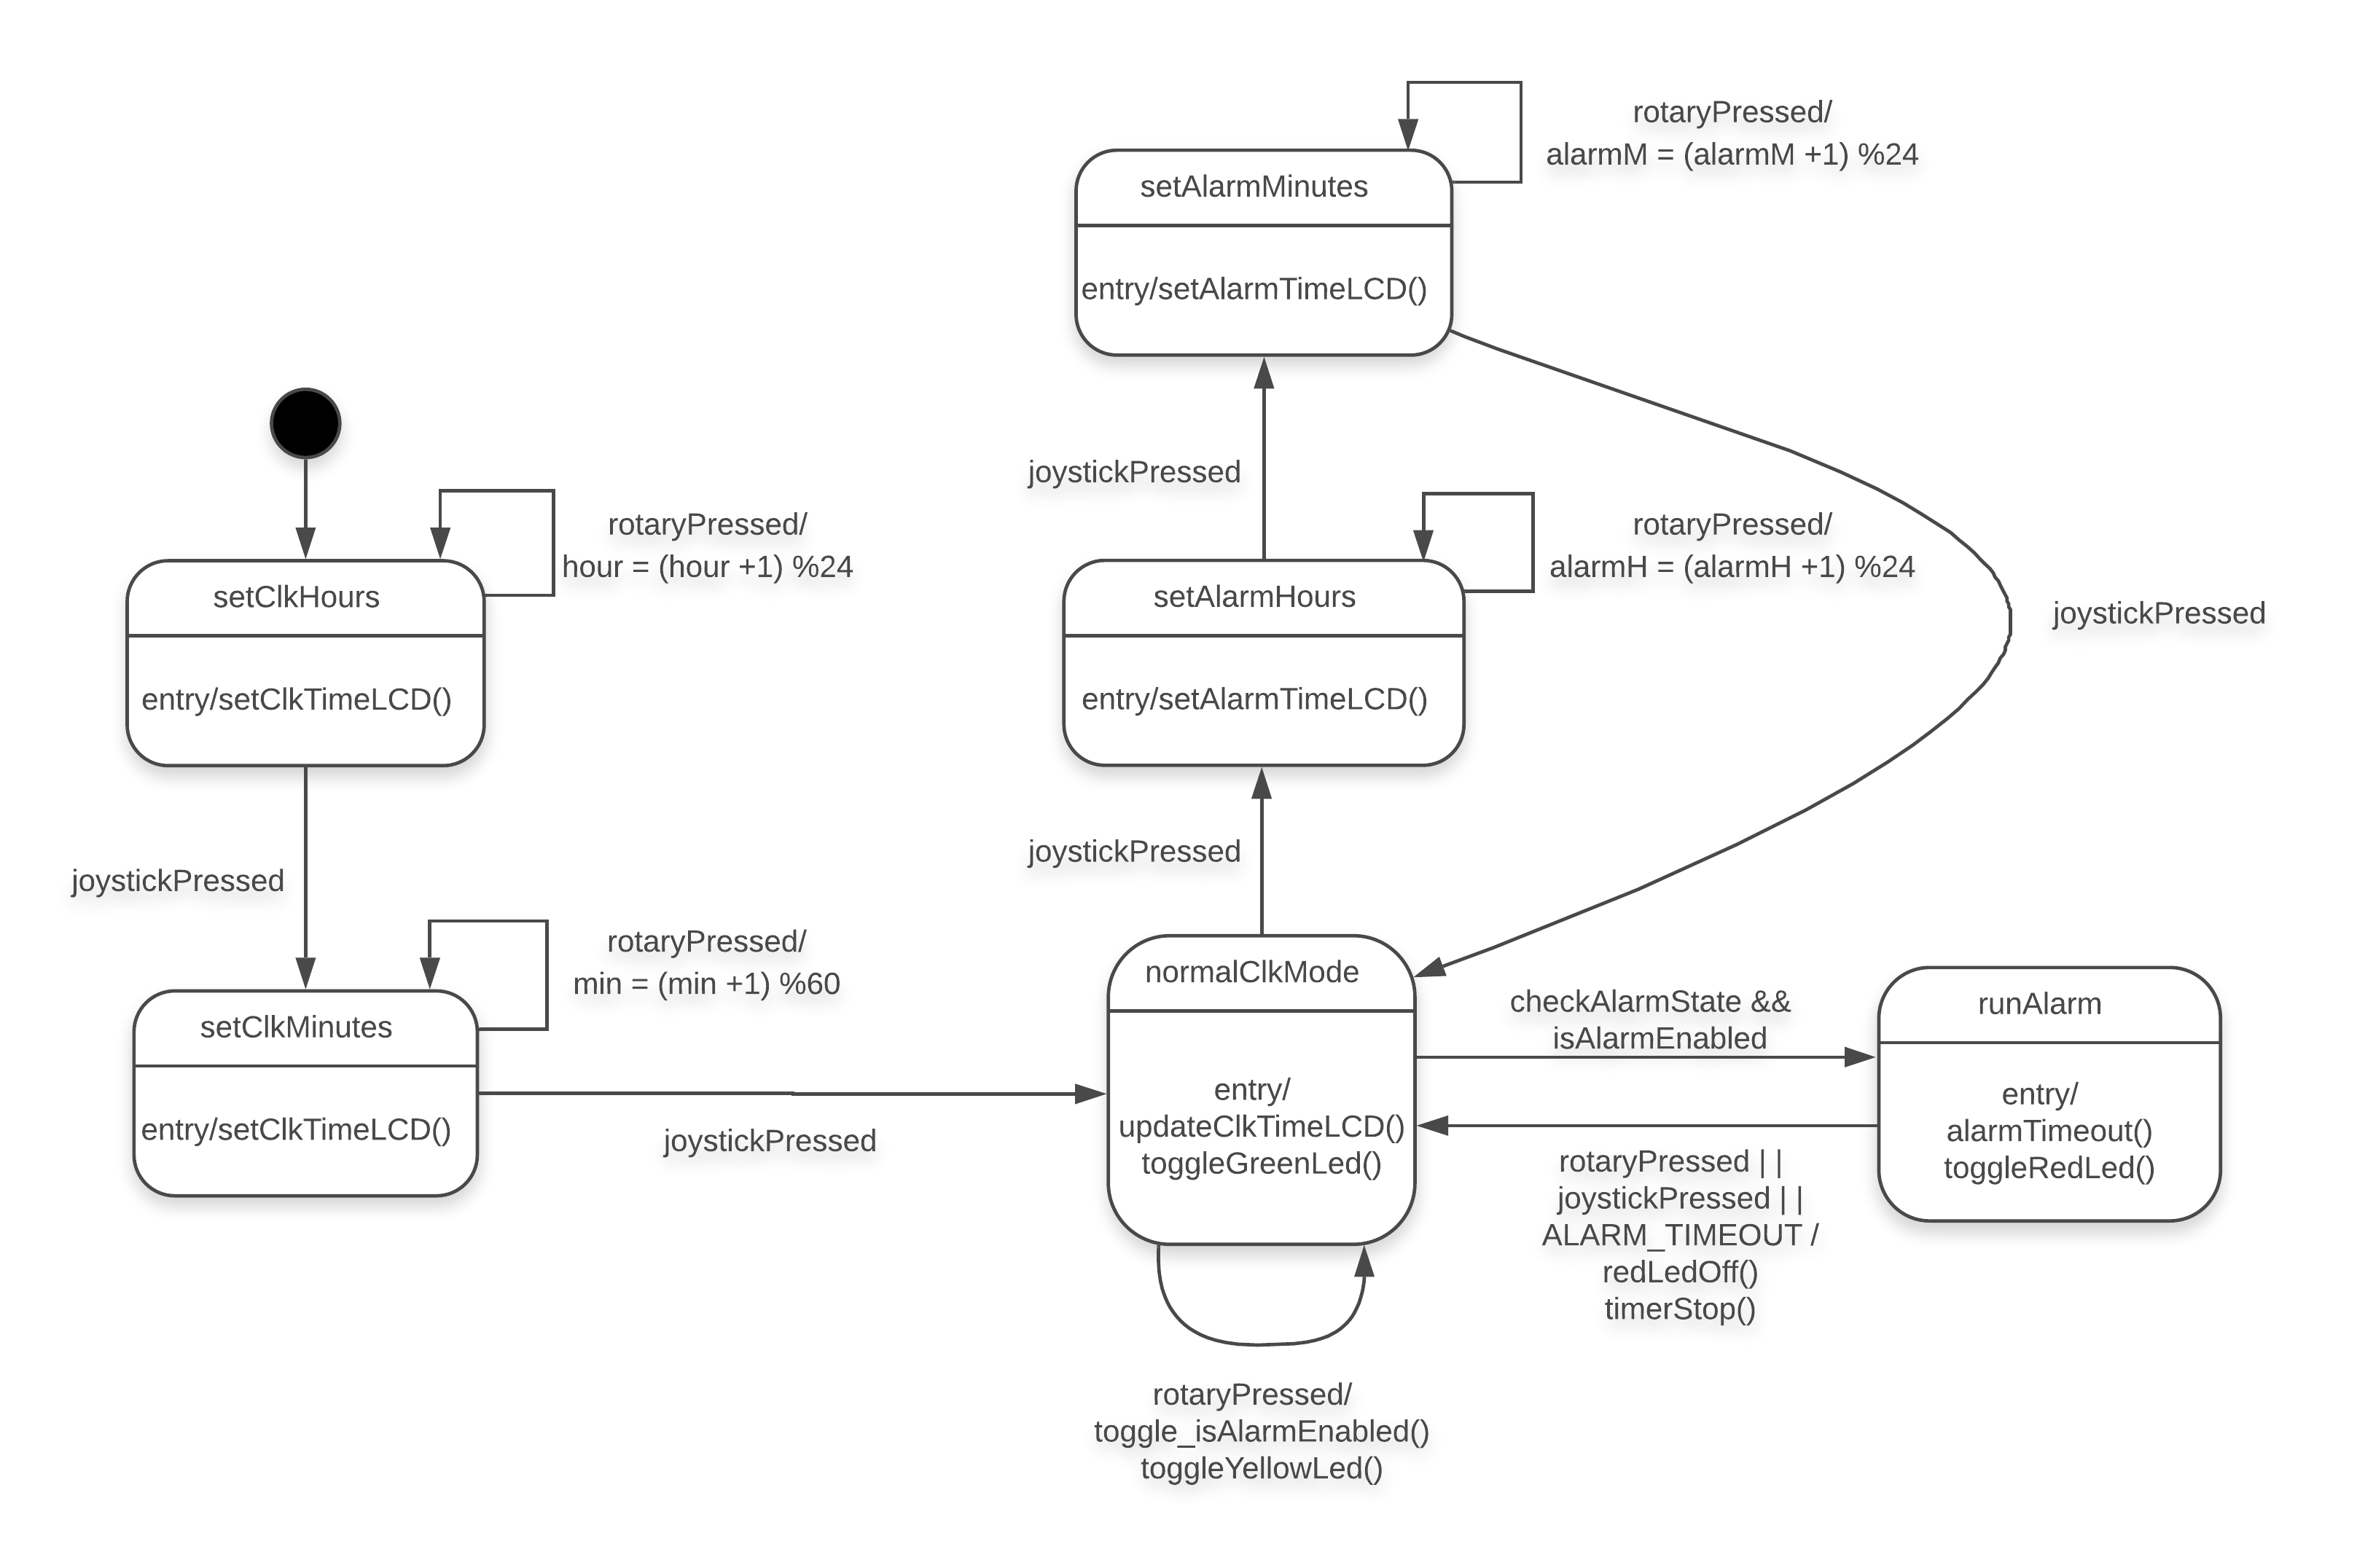 rotaryPressed/
alarmM = (alarmM +1) %24
setAlarmMinutes
entry/setAlarmTimeLCD()
joystickPressed
rotaryPressed/
hour = (hour +1) %24
setClkHours
entry/setClkTimeLCD()
rotaryPressed/
alarmH = (alarmH +1) %24
setAlarmHours
entry/setAlarmTimeLCD()
joystickPressed
joystickPressed
joystickPressed
rotaryPressed/
min = (min +1) %60
setClkMinutes
entry/setClkTimeLCD()
joystickPressed
normalClkMode
entry/
updateClkTimeLCD()
toggleGreenLed()
checkAlarmState &&
isAlarmEnabled
runAlarm
entry/
alarmTimeout()
toggleRedLed()
rotaryPressed | |
joystickPressed | |
ALARM_TIMEOUT /
redLedOff()
timerStop()
rotaryPressed/
toggle_isAlarmEnabled()
toggleYellowLed()